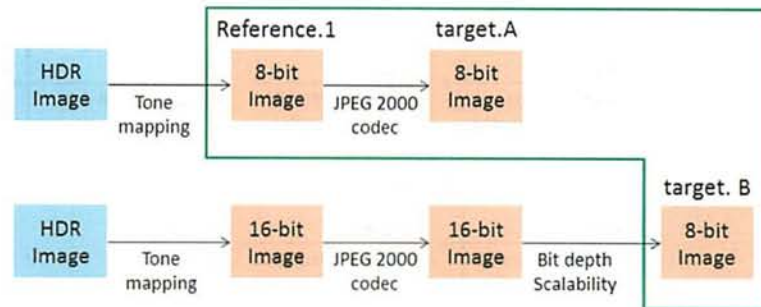 Reference.1
target.A
HDR
Image
Tone
mapping
8-bit
Image
JPEG 2000
codec
8-bit
Image
target. B
HDR
Image
Tone
mapping
16-bit
Image
JPEG 2000
codec
16-bit
Image
Bit depth
Scalability
8-bit
Image